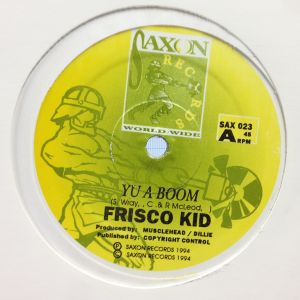 SAXON
RECORDS
WORLD WIDE
SAX 023
A 45 RPM
YU A BOOM
(S. Way, , C .& R McLeod,
FRISCO KID
Produced by: MUSCLEHEAD / BILLIE
Published by: COPYRIGHT CONTROL
Ⓟ SAXON RECORDS 1994
© SAXON RECORDS 1994